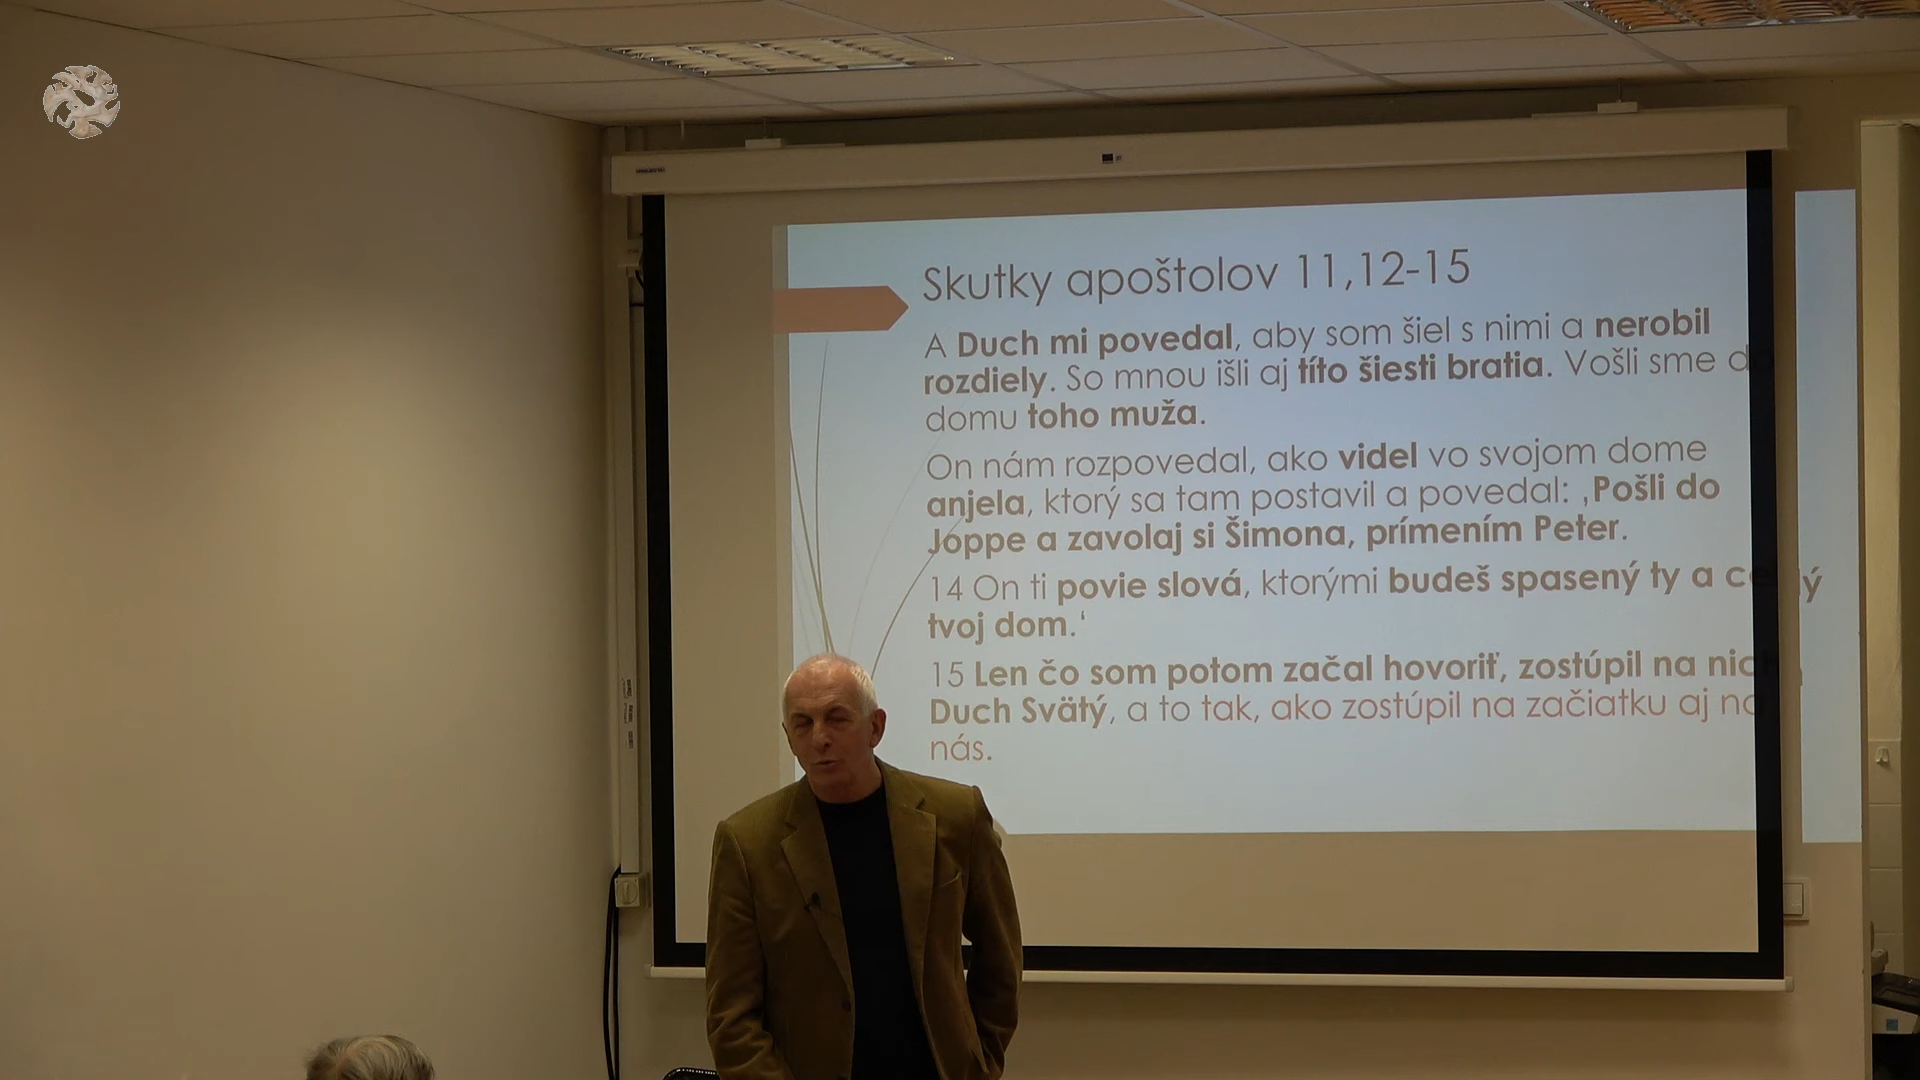 Skutky apoštolov 11,12-15
A Duch mi povedal, aby som šiel s nimi a nerobil
rozdiely. So mnou išli aj títo šiesti bratia. Vošli sme do
domu toho muža.
On nám rozpovedal, ako videl vo svojom dome
anjela, ktorý sa tam postavil a povedal: ‚Pošli do
Joppe a zavolaj si Šimona, prímením Peter.
14 On ti povie slová, ktorými budeš spasený ty a celý
tvoj dom.‘
15 Len čo som potom začal hovoriť, zostúpil na nich
Duch Svätý, a to tak, ako zostúpil na začiatku aj na
nás.